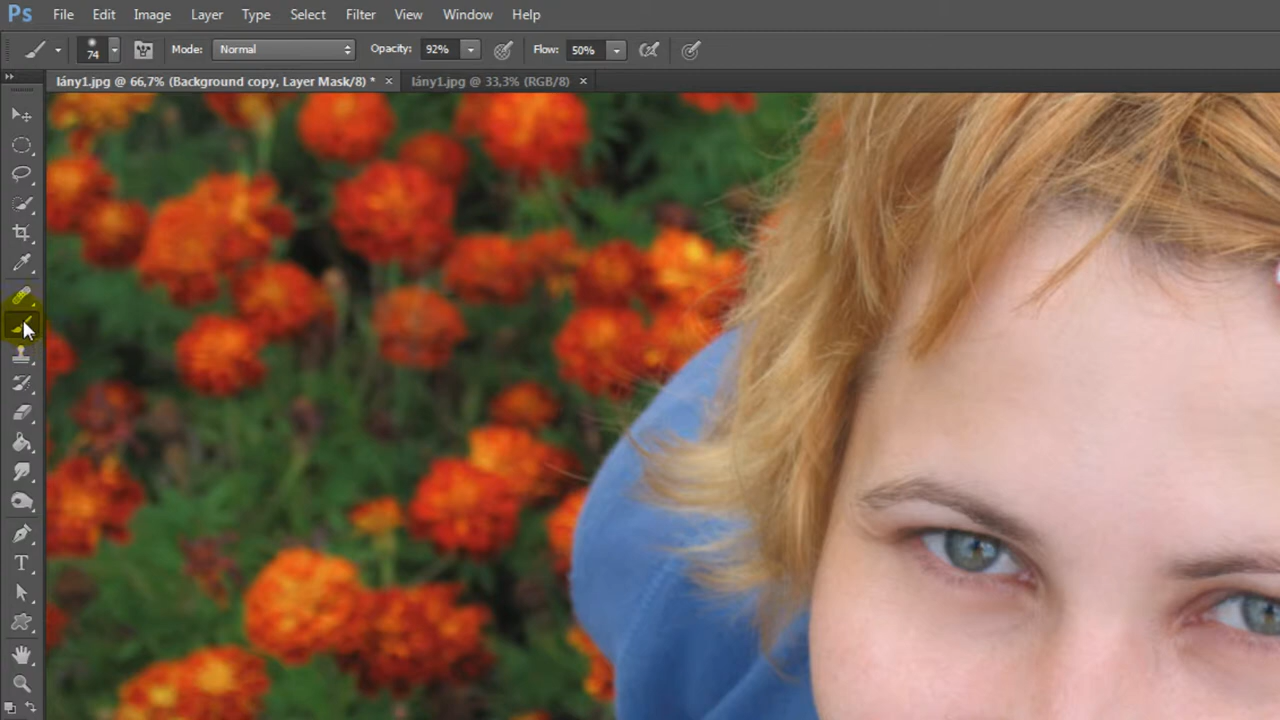 Ps File Edit Image Layer Type Select Filter View Window Help
74 Mode: Normal Opacity: 92% Flow: 50%
lány1.jpg @ 66,7% (Background copy, Layer Mask/8) * × lány1.jpg @ 33,3% (RGB/8) ×
T